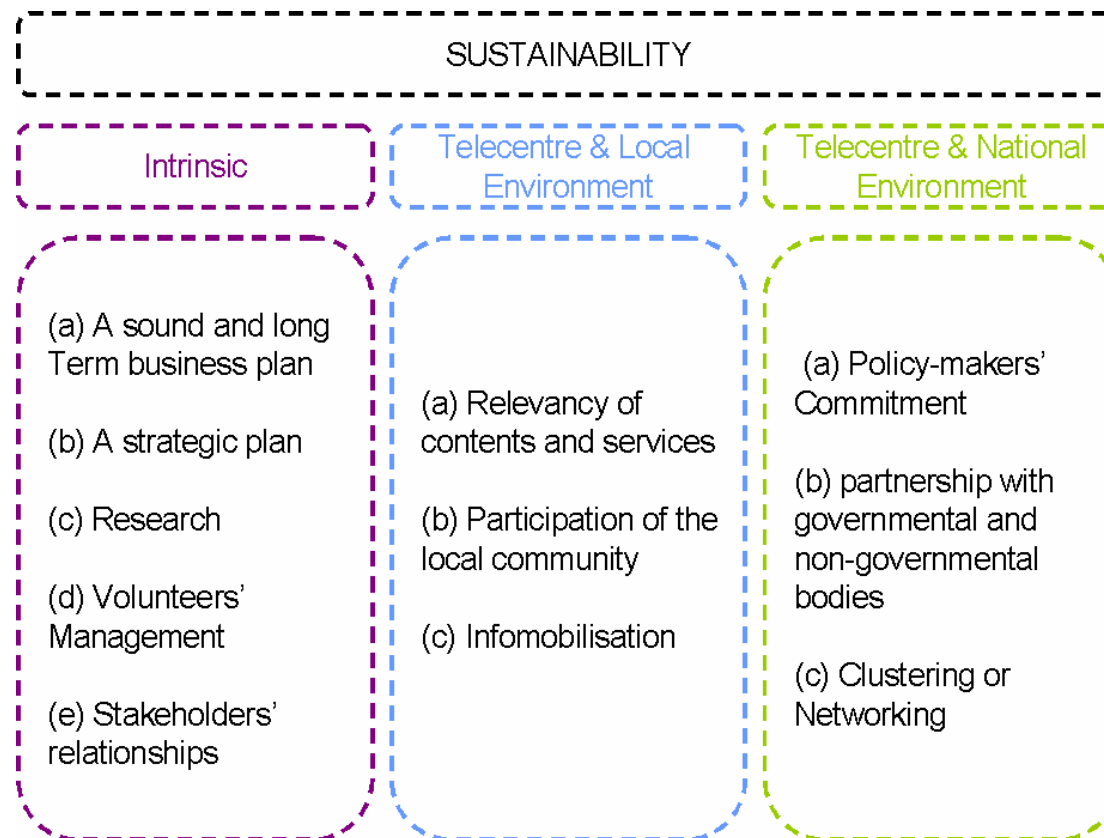 SUSTAINABILITY
Intrinsic
Telecentre & Local
Environment
Telecentre & National
Environment
(a) A sound and long
Term business plan
(b) A strategic plan
(c) Research
(d) Volunteers’
Management
(e) Stakeholders’
relationships
(a) Relevancy of
contents and services
(b) Participation of the
local community
(c) Infomobilisation
(a) Policy-makers’
Commitment
(b) partnership with
governmental and
non-governmental
bodies
(c) Clustering or
Networking